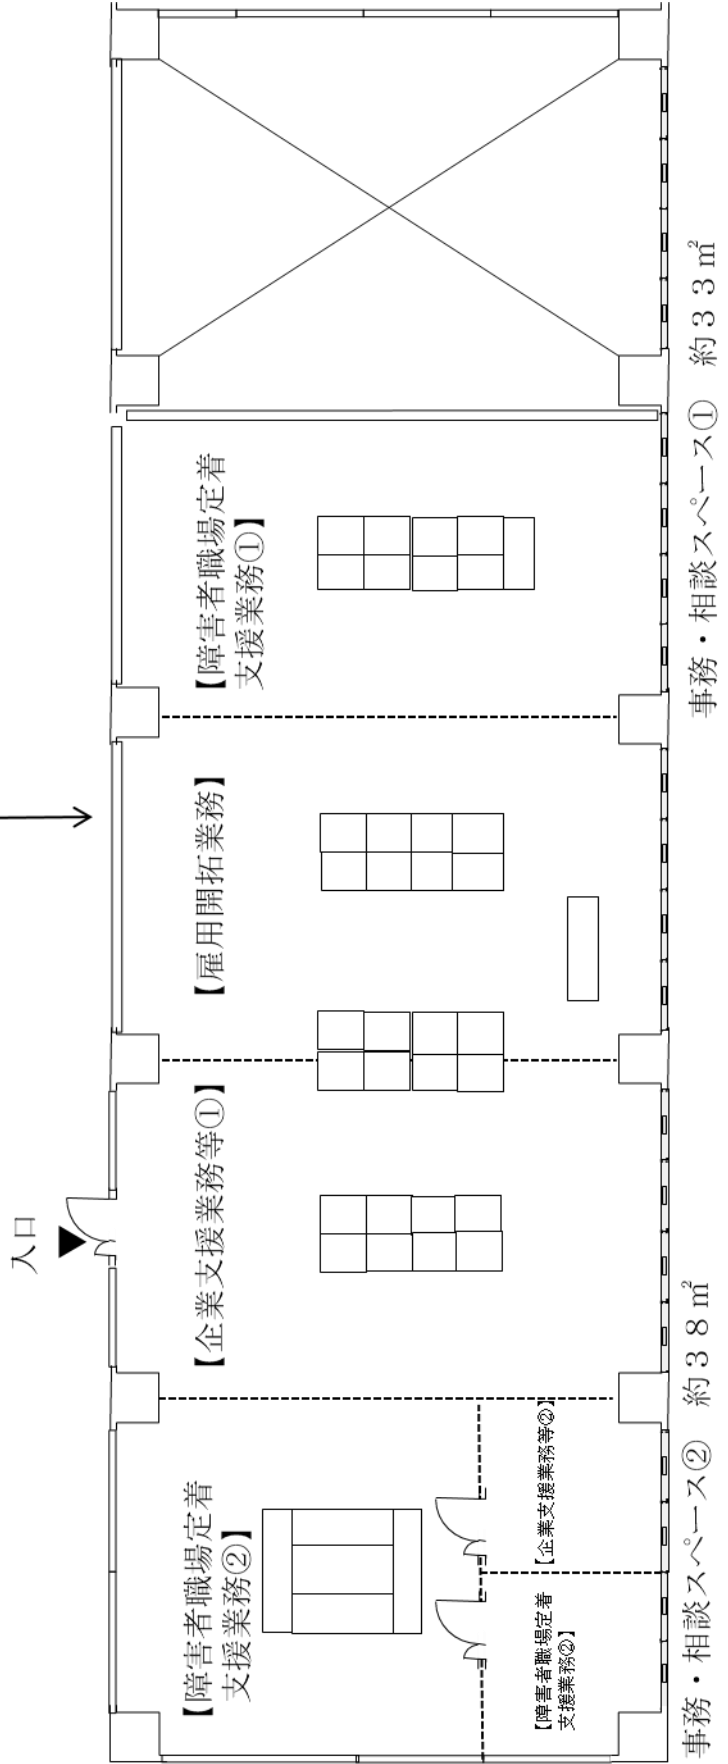 入口
【障害者職場定着
支援業務②】
【企業支援業務等①】
【雇用開拓業務】
【障害者職場定着
支援業務①】
【障害者職場定着
支援業務②】
【企業支援業務等②】
事務・相談スペース② 約３８㎡
事務・相談スペース① 約３３㎡